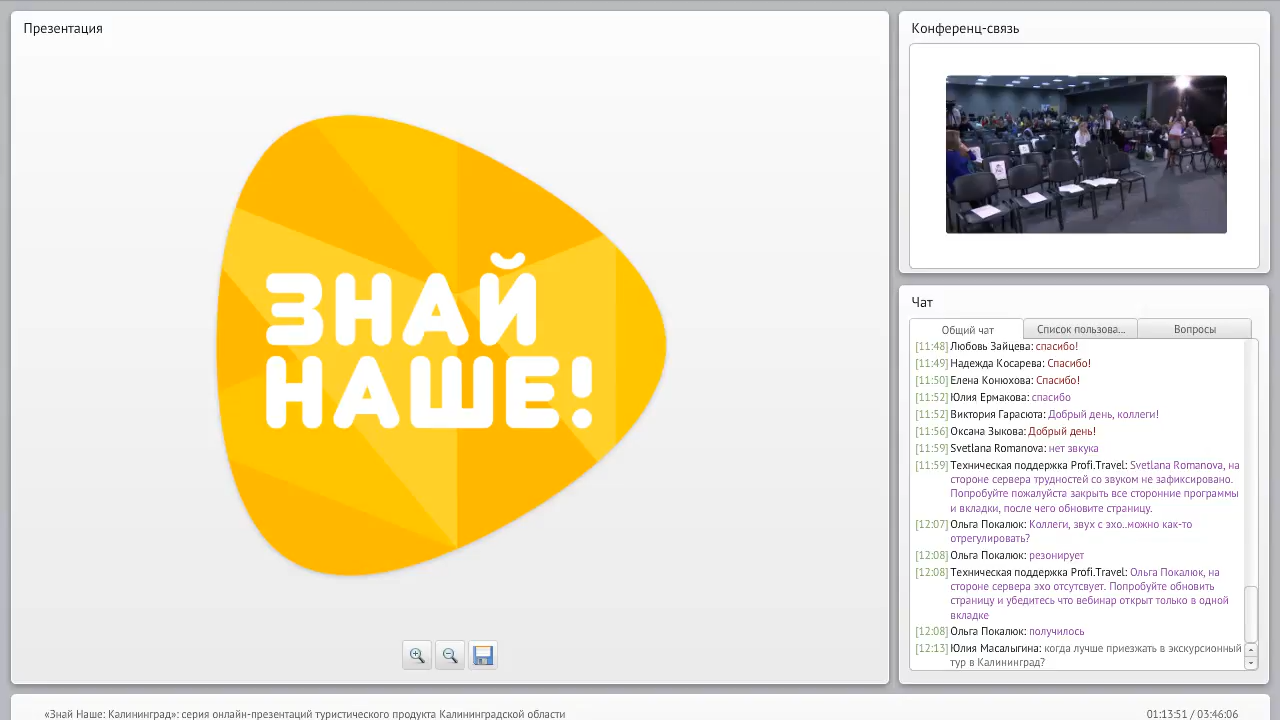 Презентация
ЗНАЙ
НАШЕ!
Конференц-связь
Чат
Общий чат
Список пользова...
Вопросы
[11:48] Любовь Зайцева: спасибо!
[11:49] Надежда Косарева: Спасибо!
[11:50] Елена Конюхова: Спасибо!
[11:52] Юлия Ермакова: спасибо
[11:52] Виктория Гарасюта: Добрый день, коллеги!
[11:56] Оксана Зыкова: Добрый день!
[11:59] Svetlana Romanova: нет звкука
[11:59] Техническая поддержка Profi.Travel: Svetlana Romanova, на
стороне сервера трудностей со звуком не зафиксировано.
Попробуйте пожалуйста закрыть все сторонние программы
и вкладки, после чего обновите страницу.
[12:07] Ольга Покалюк: Коллеги, звух с эхо..можно как-то
отрегулировать?
[12:08] Ольга Покалюк: резонирует
[12:08] Техническая поддержка Profi.Travel: Ольга Покалюк, на
стороне сервера эхо отсутсвует. Попробуйте обновить
страницу и убедитесь что вебинар открыт только в одной
вкладке
[12:08] Ольга Покалюк: получилось
[12:13] Юлия Масалыгина: когда лучше приезжать в экскурсионный
тур в Калининград?
«Знай Наше: Калининград»: серия онлайн-презентаций туристического продукта Калининградской области
01:13:51 / 03:46:06